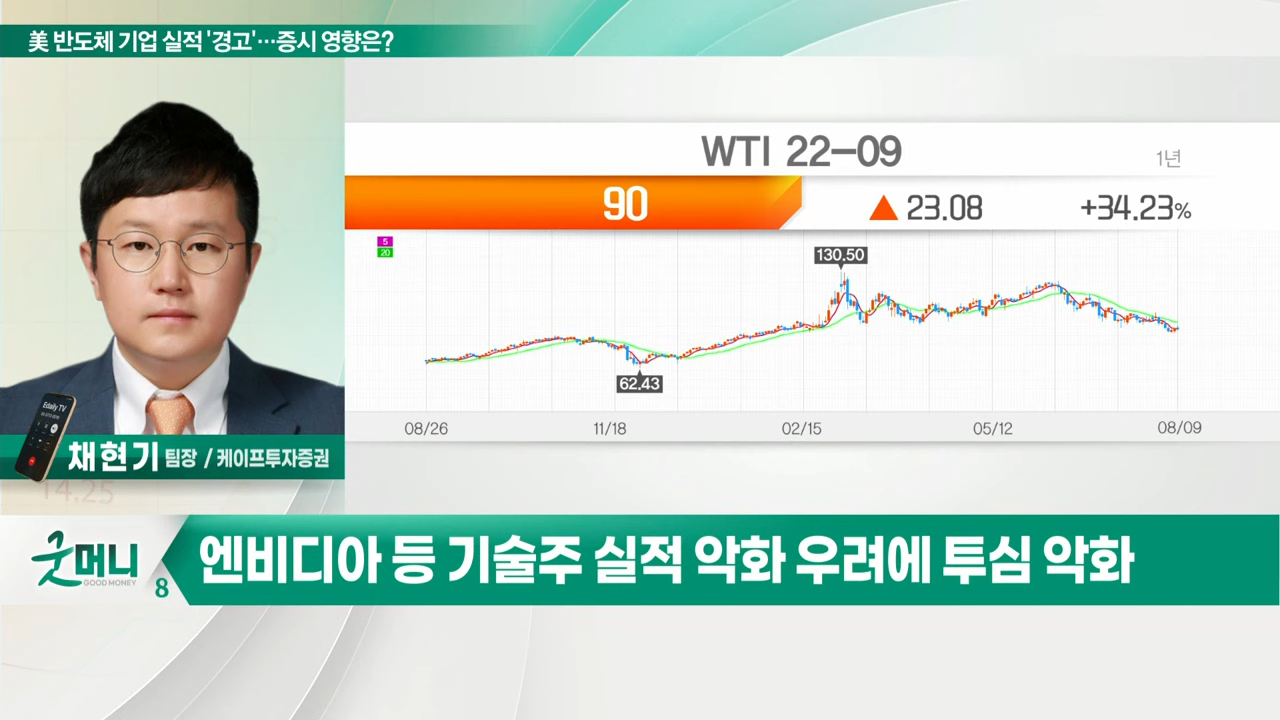 美 반도체 기업 실적 '경고'…증시 영향은?
WTI 22-09
1년
90
▲ 23.08
+34.23%
5
20
130.50
62.43
08/26
11/18
02/15
05/12
08/09
Edaily TV
채현기 팀장 / 케이프투자증권
14.25
굿머니
GOOD MONEY
8
엔비디아 등 기술주 실적 악화 우려에 투심 악화